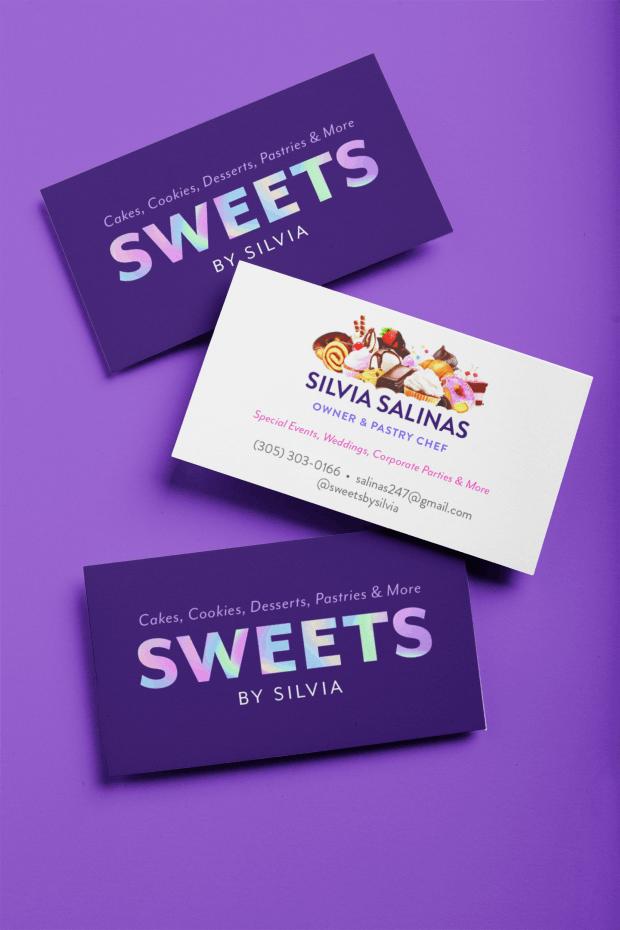 Cakes, Cookies, Desserts, Pastries & More
SWEETS
BY SILVIA
SILVIA SALINAS
OWNER & PASTRY CHEF
Special Events, Weddings, Corporate Parties & More
(305) 303-0166 • salinas247@gmail.com
@sweetsbysilvia
Cakes, Cookies, Desserts, Pastries & More
SWEETS
BY SILVIA